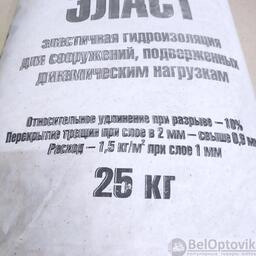 ЭЛАСТ
эластичная гидроизоляция
для сооружений, подверженных
динамическим нагрузкам
Относительное удлинение при разрыве – 10%
Перекрытие трещин при слое в 2 мм – свыше 0,8 м
Расход – 1,5 кг/м² при слое 1 мм
25 кг
BelOptovik